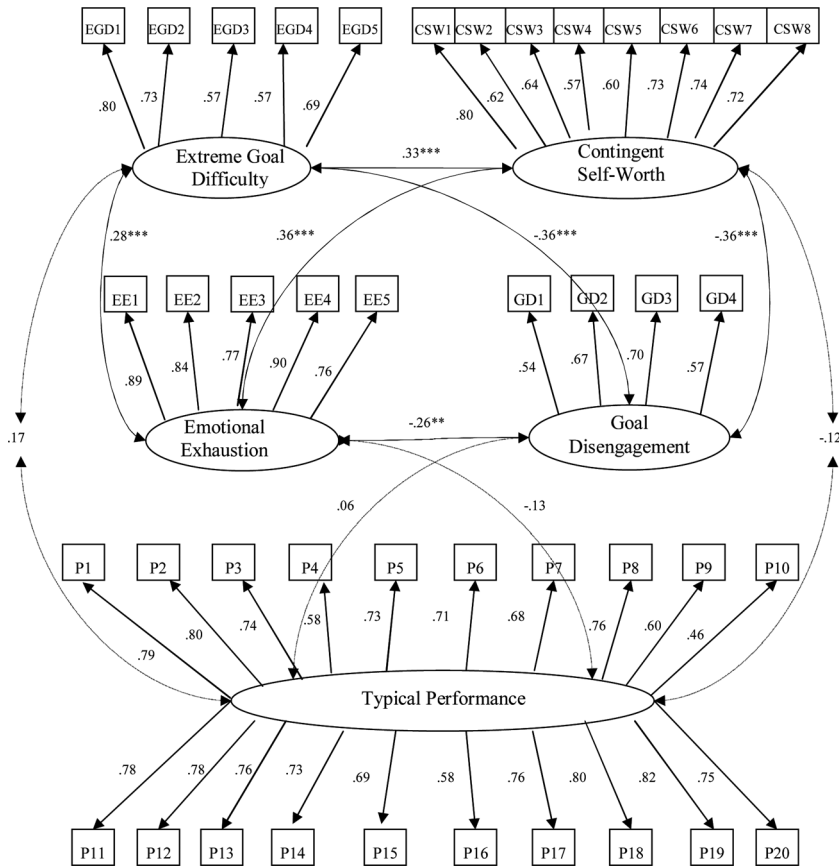 EGD1 EGD2 EGD3 EGD4 EGD5 CSW1 CSW2 CSW3 CSW4 CSW5 CSW6 CSW7 CSW8
.80 .73 .57 .57 .69 .80 .62 .64 .57 .60 .73 .74 .72
Extreme Goal
Difficulty
.33***
Contingent
Self-Worth
.28*** .36*** -.36*** -.36***
EE1 EE2 EE3 EE4 EE5 GD1 GD2 GD3 GD4
.89 .84 .77 .90 .76 .54 .67 .70 .57
.17
Emotional
Exhaustion
-.26**
Goal
Disengagement
-.12
.06 -.13
P1 P2 P3 P4 P5 P6 P7 P8 P9 P10
.79 .80 .74 .58 .73 .71 .68 .76 .60 .46
Typical Performance
.78 .78 .76 .73 .69 .58 .76 .80 .82 .75
P11 P12 P13 P14 P15 P16 P17 P18 P19 P20